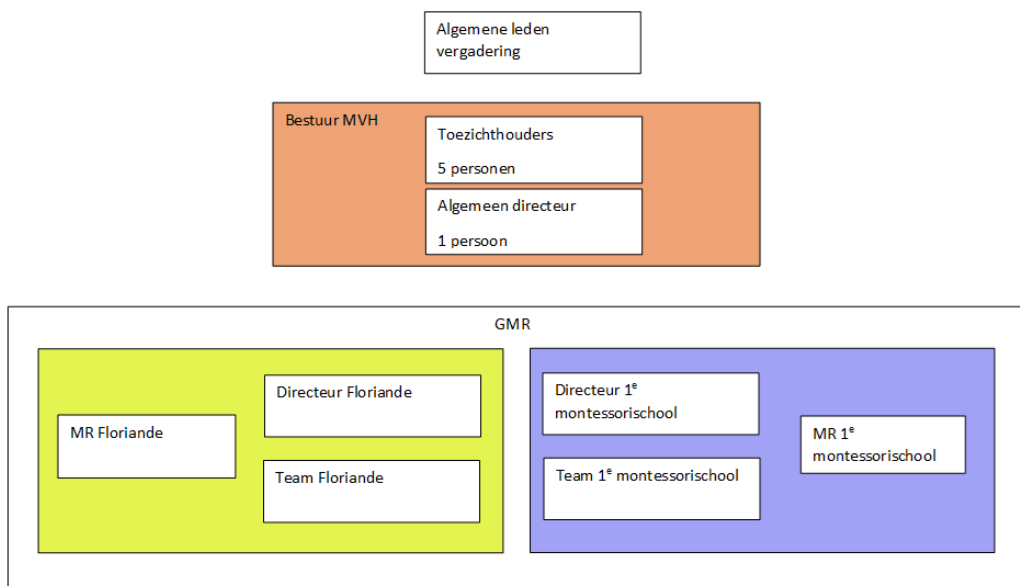 Algemene leden
vergadering
Bestuur MVH
Toezichthouders
5 personen
Algemeen directeur
1 persoon
GMR
MR Floriande
Directeur Floriande
Team Floriande
Directeur 1e
montessorischool
Team 1e montessorischool
MR 1e
montessorischool